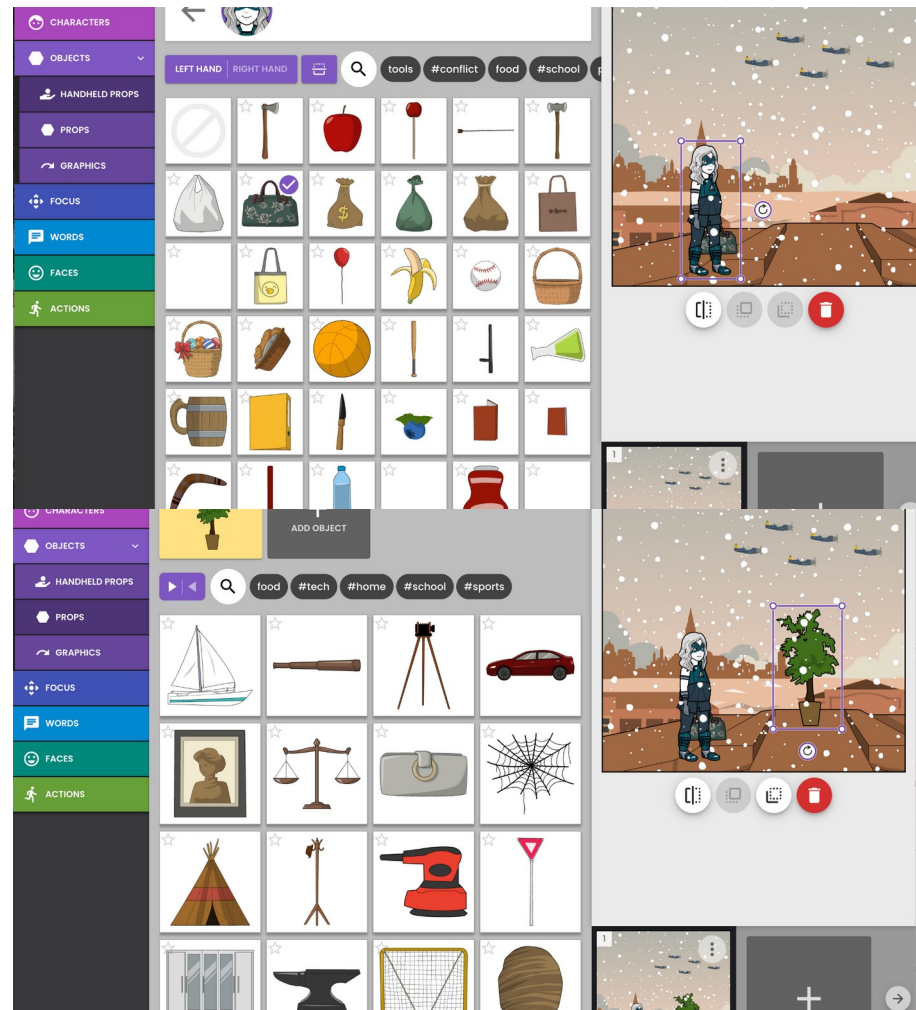 CHARACTERS
OBJECTS
HANDHELD PROPS
PROPS
GRAPHICS
FOCUS
WORDS
FACES
ACTIONS
LEFT HAND RIGHT HAND
tools #conflict food #school
$
1
CHARACTERS
OBJECTS
HANDHELD PROPS
PROPS
GRAPHICS
FOCUS
WORDS
FACES
ACTIONS
ADD OBJECT
food #tech #home #school #sports
1